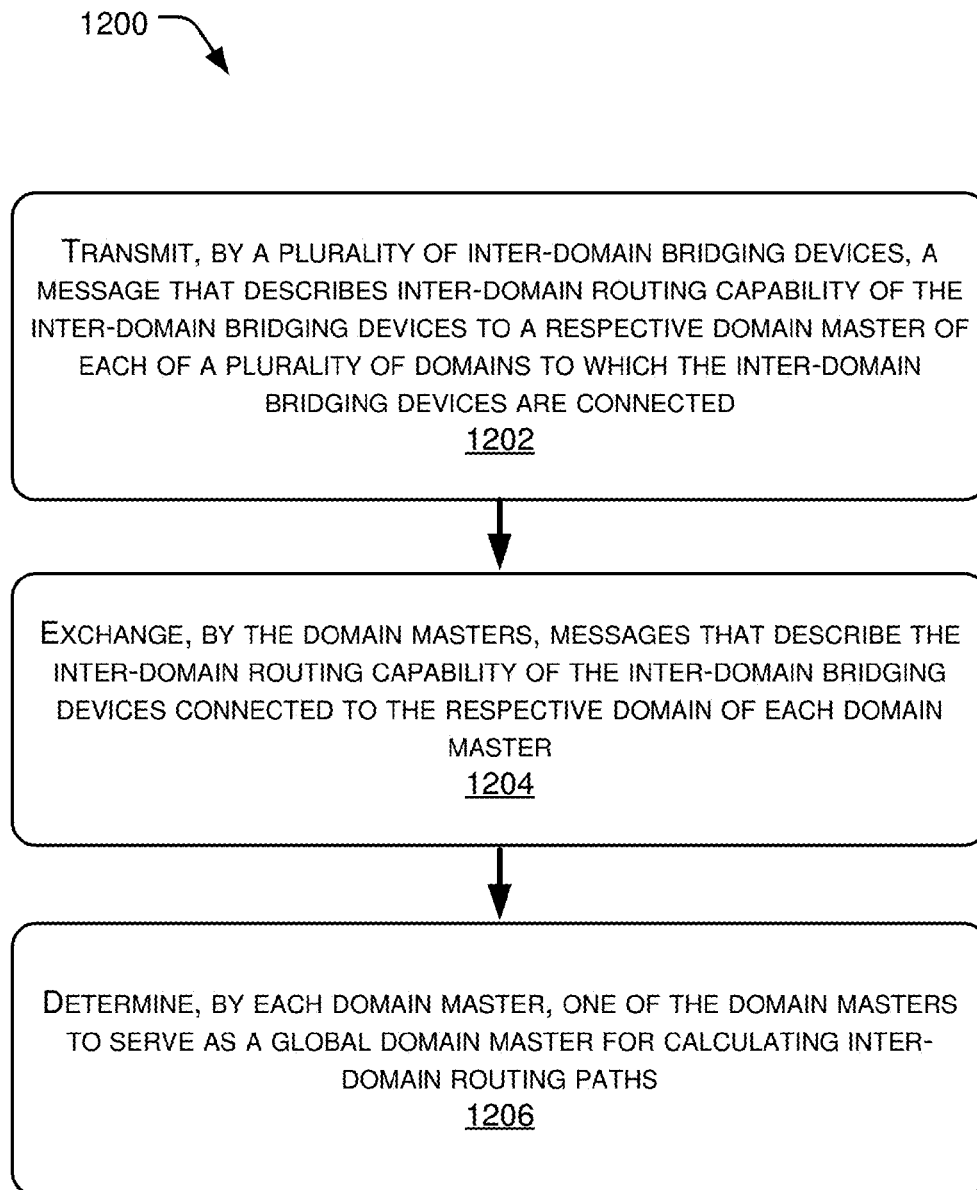 1200
TRANSMIT, BY A PLURALITY OF INTER-DOMAIN BRIDGING DEVICES, A
MESSAGE THAT DESCRIBES INTER-DOMAIN ROUTING CAPABILITY OF THE
INTER-DOMAIN BRIDGING DEVICES TO A RESPECTIVE DOMAIN MASTER OF
EACH OF A PLURALITY OF DOMAINS TO WHICH THE INTER-DOMAIN
BRIDGING DEVICES ARE CONNECTED
1202
EXCHANGE, BY THE DOMAIN MASTERS, MESSAGES THAT DESCRIBE THE
INTER-DOMAIN ROUTING CAPABILITY OF THE INTER-DOMAIN BRIDGING
DEVICES CONNECTED TO THE RESPECTIVE DOMAIN OF EACH DOMAIN
MASTER
1204
DETERMINE, BY EACH DOMAIN MASTER, ONE OF THE DOMAIN MASTERS
TO SERVE AS A GLOBAL DOMAIN MASTER FOR CALCULATING INTER-
DOMAIN ROUTING PATHS
1206